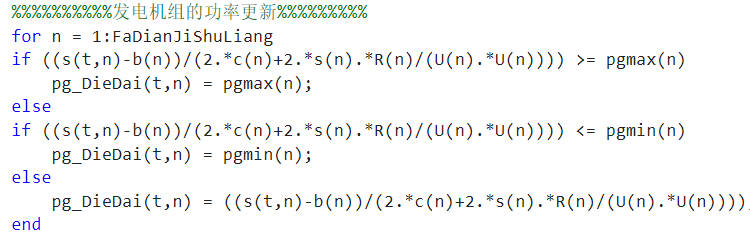 %%%%%%%%%%发电机组的功率更新%%%%%%%%%
for n = 1:FaDianJiShuLiang
if ((s(t,n)-b(n))/(2.*c(n)+2.*s(n).*R(n)/(U(n).*U(n)))) >= pgmax(n)
pg_DieDai(t,n) = pgmax(n);
else
if ((s(t,n)-b(n))/(2.*c(n)+2.*s(n).*R(n)/(U(n).*U(n)))) <= pgmin(n)
pg_DieDai(t,n) = pgmin(n);
else
pg_DieDai(t,n) = ((s(t,n)-b(n))/(2.*c(n)+2.*s(n).*R(n)/(U(n).*U(n))));
end